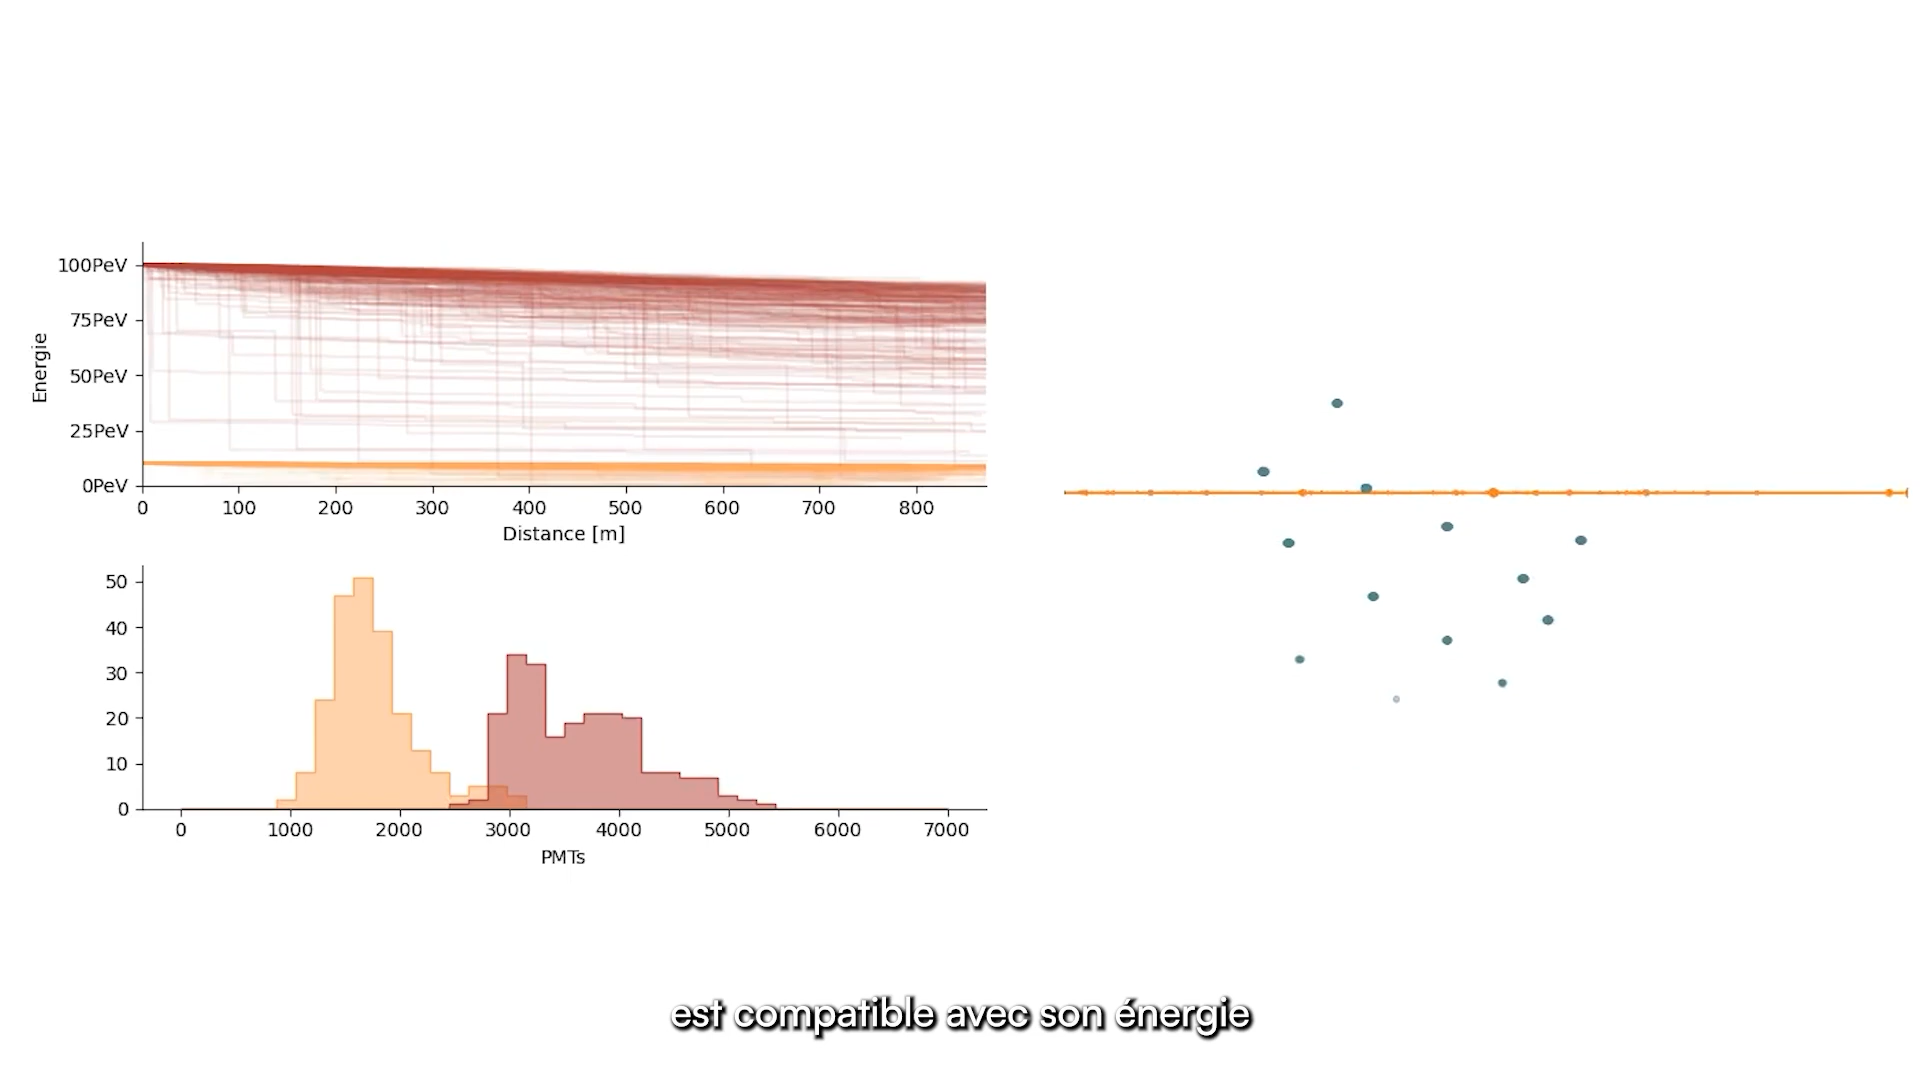 100PeV
75PeV
50PeV
25PeV
0PeV
Energie
0 100 200 300 400 500 600 700 800
Distance [m]
50
40
30
20
10
0
0 1000 2000 3000 4000 5000 6000 7000
PMTs
est compatible avec son énergie